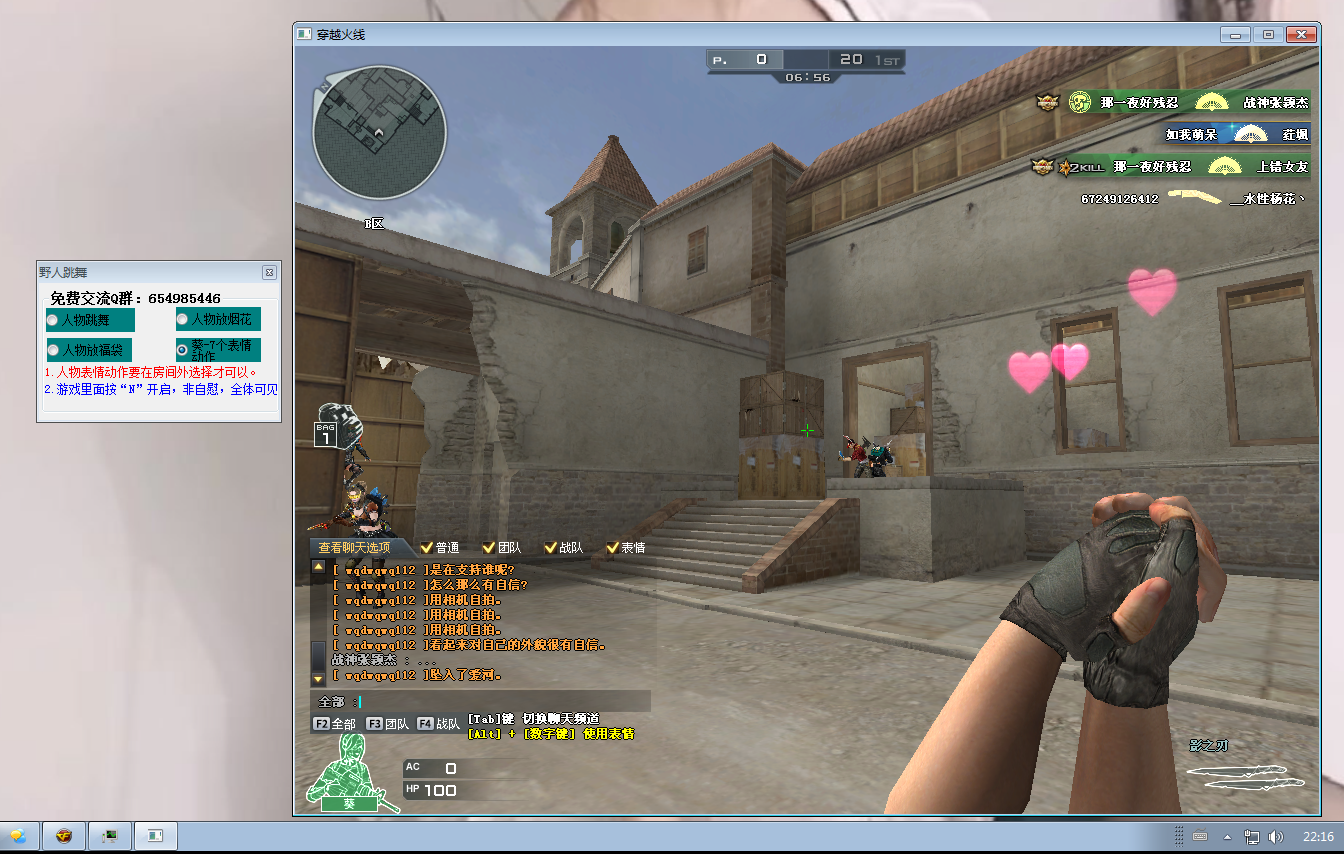 穿越火线
P. 0 20 1ST
06:56
那一夜好残忍 战神张颖杰
如我萌呆 荭飒
2KILL 那一夜好残忍 上错女友
67249126412 __水性杨花丶
N
B区
野人跳舞
免费交流Q群：654985446
人物跳舞 人物放烟花
人物放福袋 葵-7个表情动作
1.人物表情动作要在房间外选择才可以。
2.游戏里面按“N”开启，非自慰，全体可见
BAG
1
查看聊天选项 普通 团队 战队 表情
[ wqdwqwq112 ]是在支持谁呢?
[ wqdwqwq112 ]怎么那么有自信?
[ wqdwqwq112 ]用相机自拍。
[ wqdwqwq112 ]用相机自拍。
[ wqdwqwq112 ]用相机自拍。
[ wqdwqwq112 ]看起来对自己的外貌很有自信。
战神张颖杰 : ...
[ wqdwqwq112 ]坠入了爱河。
全部 :
F2 全部 F3 团队 F4 战队 [Tab]键 切换聊天频道
[Alt] + [数字键] 使用表情
影之刃
AC 0
HP 100
葵
22:16